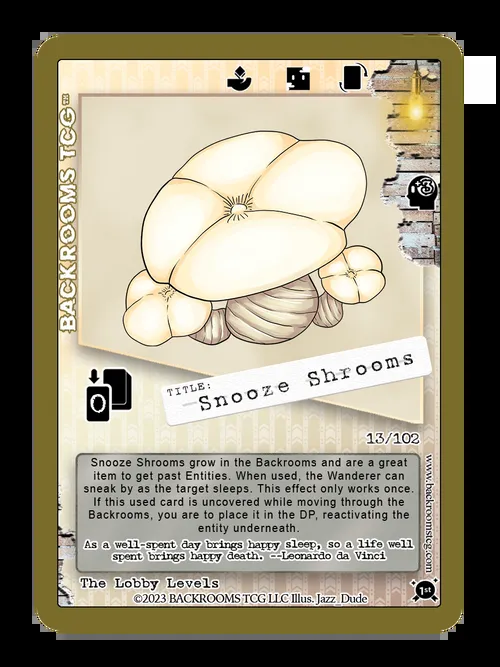 BACKROOMS TCG™
+3
0
TITLE:
Snooze Shrooms
13/102
Snooze Shrooms grow in the Backrooms and are a great
item to get past Entities. When used, the Wanderer can
sneak by as the target sleeps. This effect only works once.
If this used card is uncovered while moving through the
Backrooms, you are to place it in the DP, reactivating the
entity underneath.
As a well-spent day brings happy sleep, so a life well
spent brings happy death. --Leonardo da Vinci
www.backroomstcg.com
The Lobby Levels
©2023 BACKROOMS TCG LLC Illus. Jazz_Dude
1st